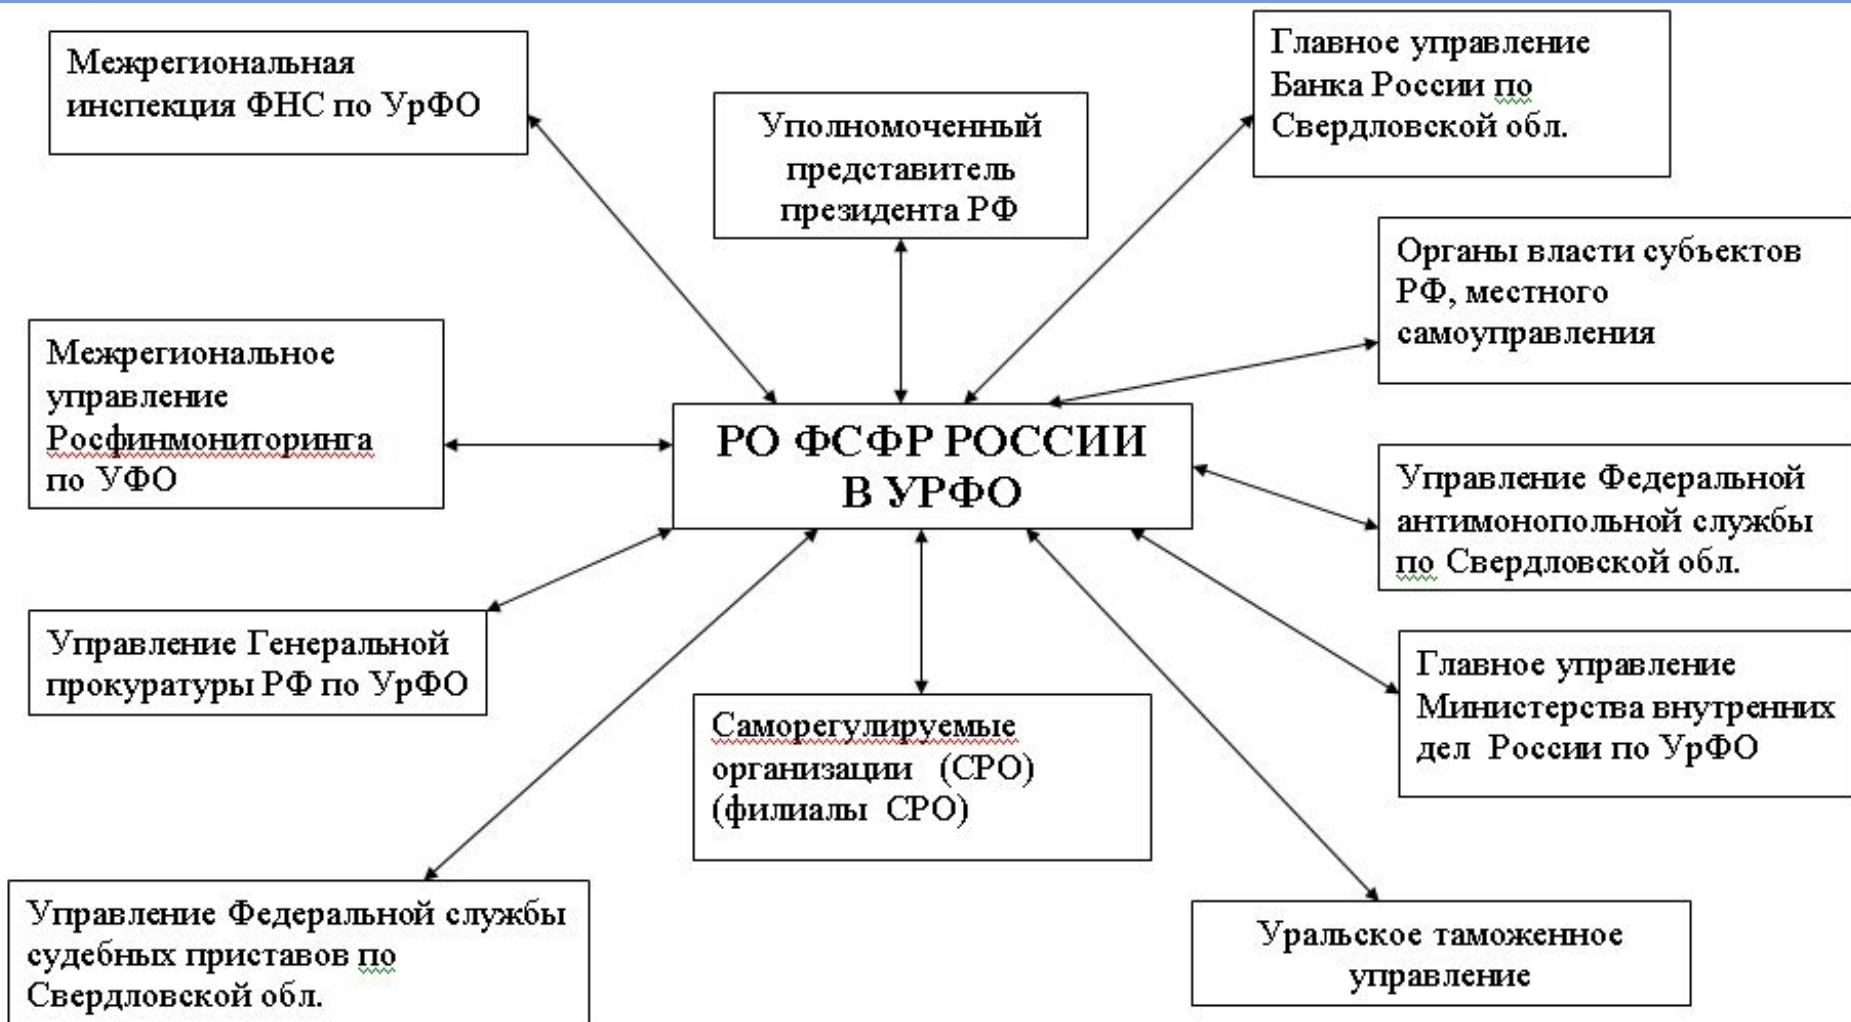 Межрегиональная
инспекция ФНС по УрФО
Уполномоченный
представитель
президента РФ
Главное управление
Банка России по
Свердловской обл.
Органы власти субъектов
РФ, местного
самоуправления
Межрегиональное
управление
Росфинмониторинга
по УФО
РО ФСФР РОССИИ
В УРФО
Управление Федеральной
антимонопольной службы
по Свердловской обл.
Управление Генеральной
прокуратуры РФ по УрФО
Главное управление
Министерства внутренних
дел России по УрФО
Саморегулируемые
организации (СРО)
(филиалы СРО)
Управление Федеральной службы
судебных приставов по
Свердловской обл.
Уральское таможенное
управление